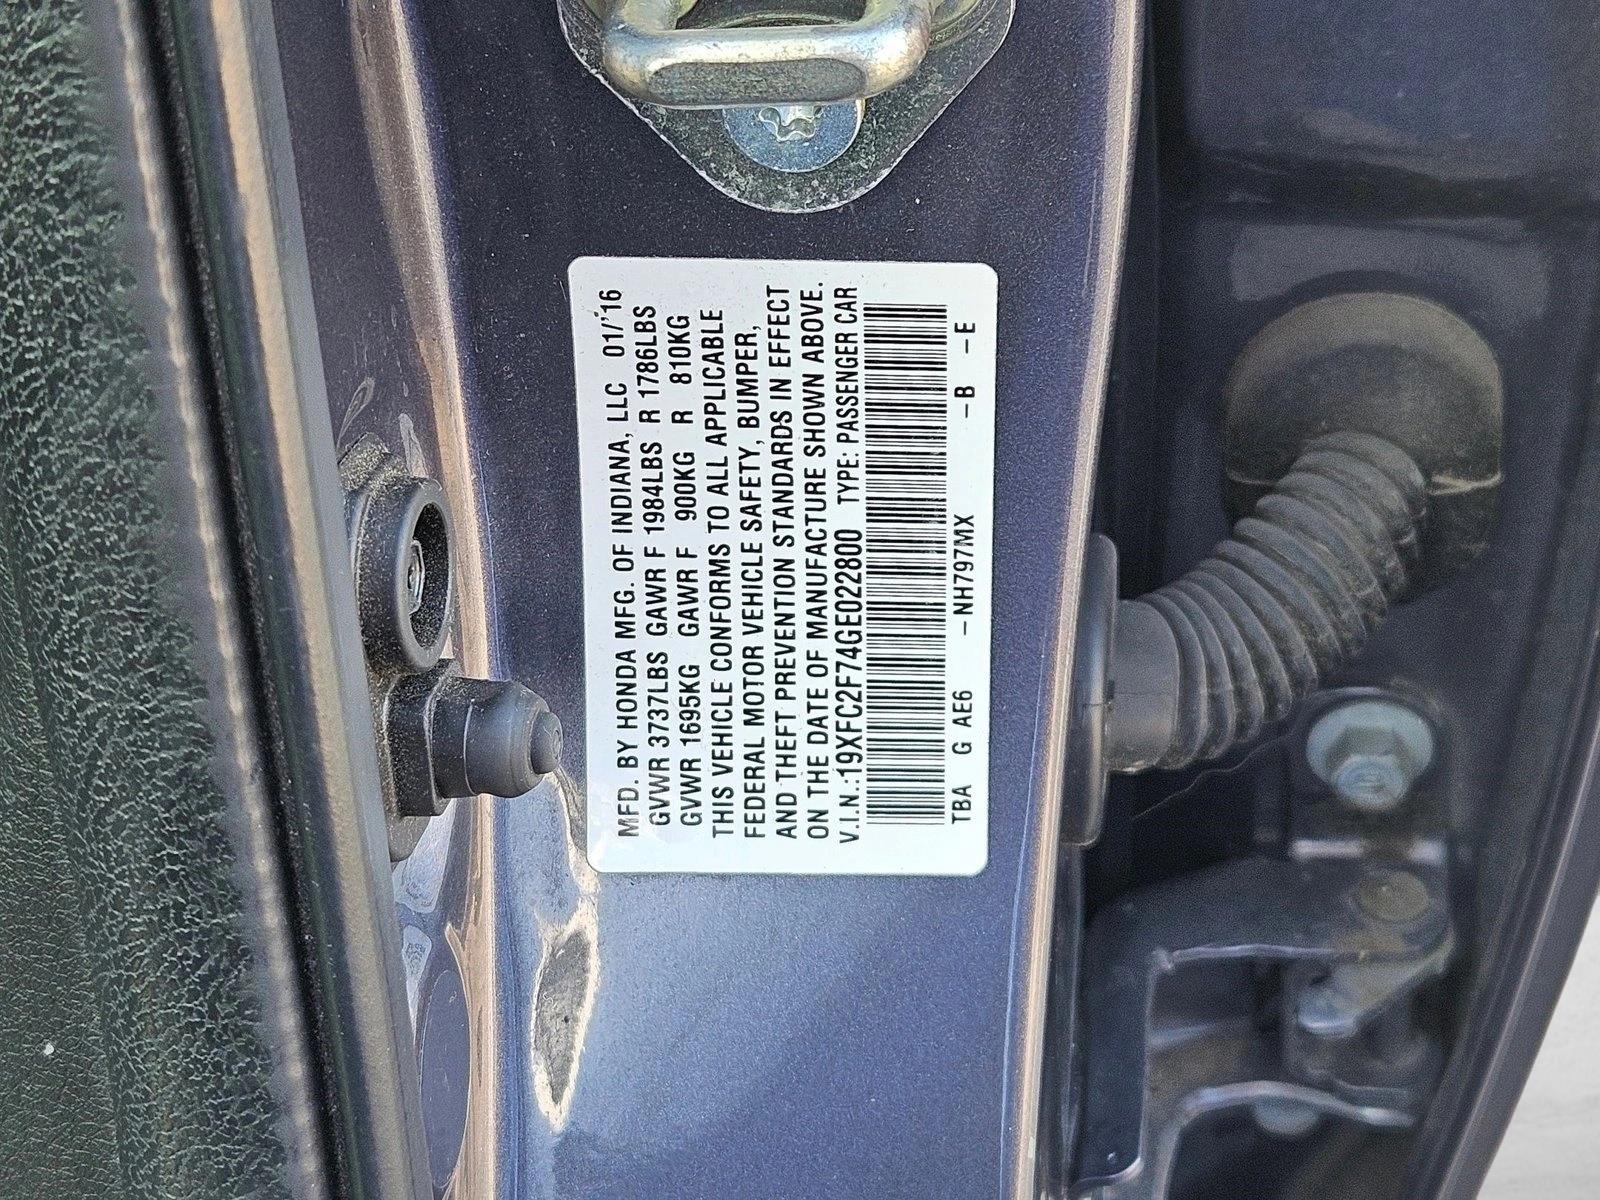 MFD. BY HONDA MFG. OF INDIANA, LLC 01/'16
GVWR 3737LBS GAWR F 1984LBS R 1786LBS
GVWR 1695KG GAWR F 900KG R 810KG
THIS VEHICLE CONFORMS TO ALL APPLICABLE
FEDERAL MOTOR VEHICLE SAFETY, BUMPER,
AND THEFT PREVENTION STANDARDS IN EFFECT
ON THE DATE OF MANUFACTURE SHOWN ABOVE.
V.I.N.:19XFC2F74GE022800 TYPE: PASSENGER CAR
TBA G AE6 -NH797MX -B -E